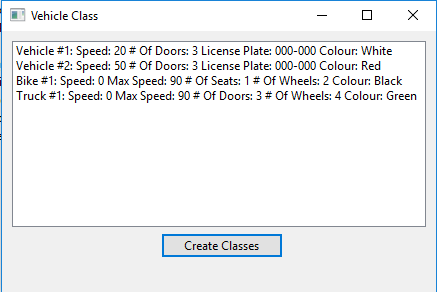 Vehicle Class
Vehicle #1: Speed: 20 # Of Doors: 3 License Plate: 000-000 Colour: White
Vehicle #2: Speed: 50 # Of Doors: 3 License Plate: 000-000 Colour: Red
Bike #1: Speed: 0 Max Speed: 90 # Of Seats: 1 # Of Wheels: 2 Colour: Black
Truck #1: Speed: 0 Max Speed: 90 # Of Doors: 3 # Of Wheels: 4 Colour: Green
Create Classes